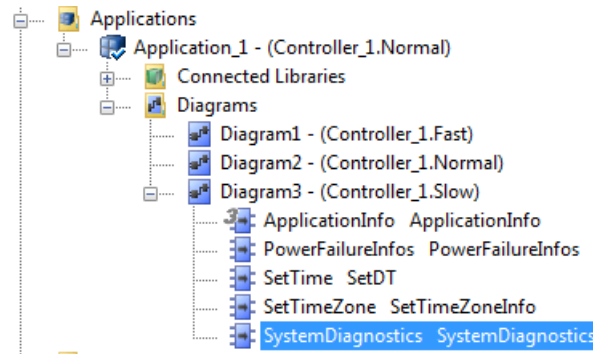 Applications
Application_1 - (Controller_1.Normal)
Connected Libraries
Diagrams
Diagram1 - (Controller_1.Fast)
Diagram2 - (Controller_1.Normal)
Diagram3 - (Controller_1.Slow)
3 ApplicationInfo ApplicationInfo
PowerFailureInfos PowerFailureInfos
SetTime SetDT
SetTimeZone SetTimeZoneInfo
SystemDiagnostics SystemDiagnostics